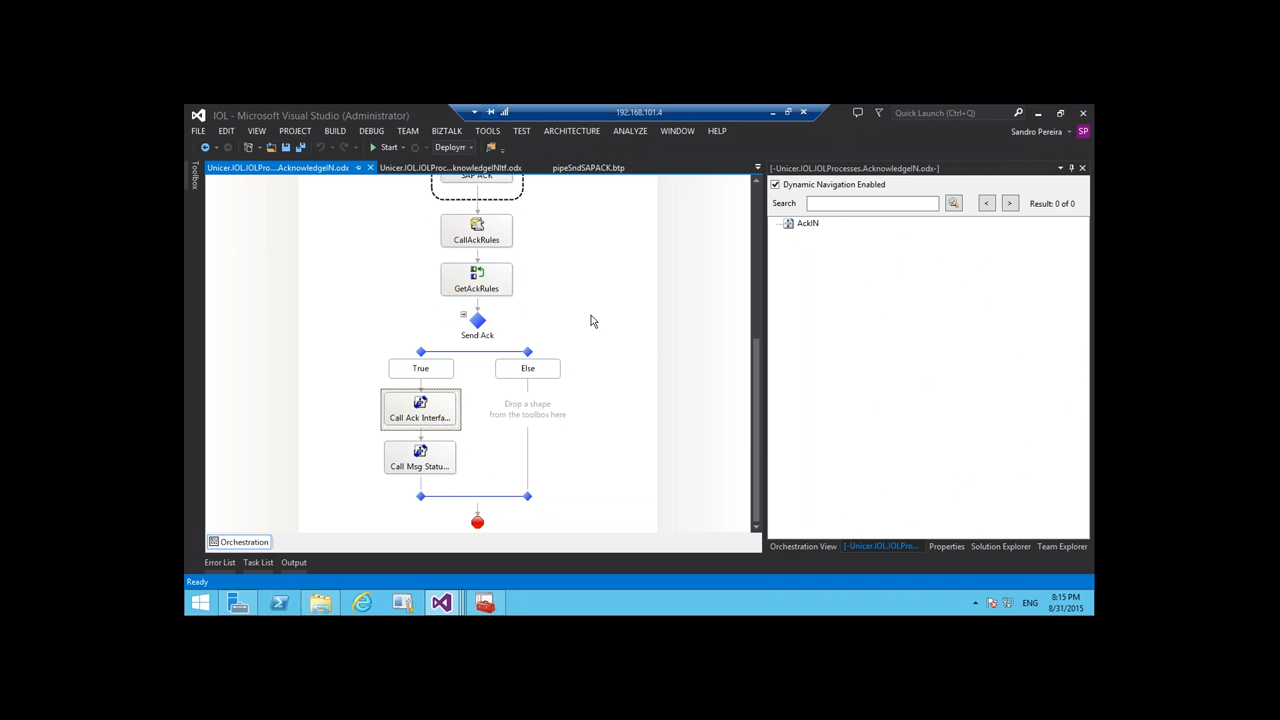 IOL - Microsoft Visual Studio (Administrator)
192.168.101.4
Quick Launch (Ctrl+Q)
FILE EDIT VIEW PROJECT BUILD DEBUG TEAM BIZTALK TOOLS TEST ARCHITECTURE ANALYZE WINDOW HELP
Sandro Pereira
SP
Start
Deployrr
Toolbox
Unicer.IOL.IOLPro....AcknowledgeIN.odx
Unicer.IOL.IOLProc...knowledgeINItf.odx
pipeSndSAPACK.btp
[-Unicer.IOL.IOLProcesses.AcknowledgeIN.odx-]
Dynamic Navigation Enabled
Search
< >
Result: 0 of 0
AckIN
SAP ACK
CallAckRules
GetAckRules
Send Ack
True
Else
Call Ack Interfa...
Drop a shape
from the toolbox here
Call Msg Statu...
Orchestration
Orchestration View
[-Unicer.IOL.IOLPro...
Properties
Solution Explorer
Team Explorer
Error List Task List Output
Ready
ENG
8:15 PM
8/31/2015